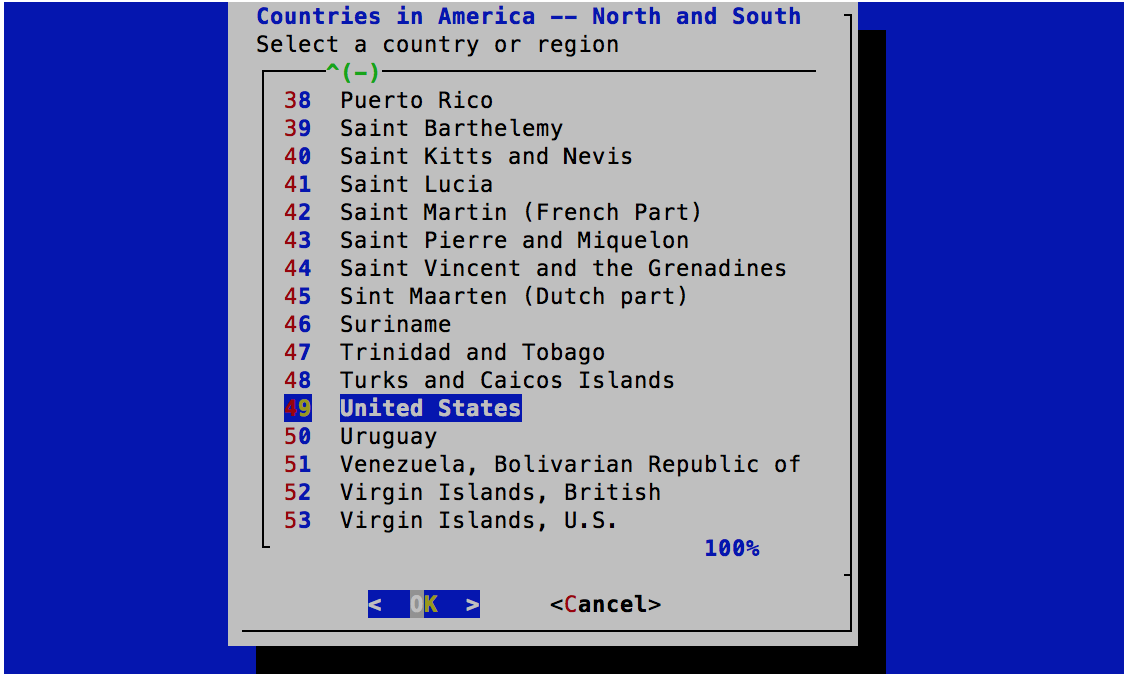 Countries in America -- North and South
Select a country or region
^(-)
38 Puerto Rico
39 Saint Barthelemy
40 Saint Kitts and Nevis
41 Saint Lucia
42 Saint Martin (French Part)
43 Saint Pierre and Miquelon
44 Saint Vincent and the Grenadines
45 Sint Maarten (Dutch part)
46 Suriname
47 Trinidad and Tobago
48 Turks and Caicos Islands
49 United States
50 Uruguay
51 Venezuela, Bolivarian Republic of
52 Virgin Islands, British
53 Virgin Islands, U.S.
100%
< OK > <Cancel>